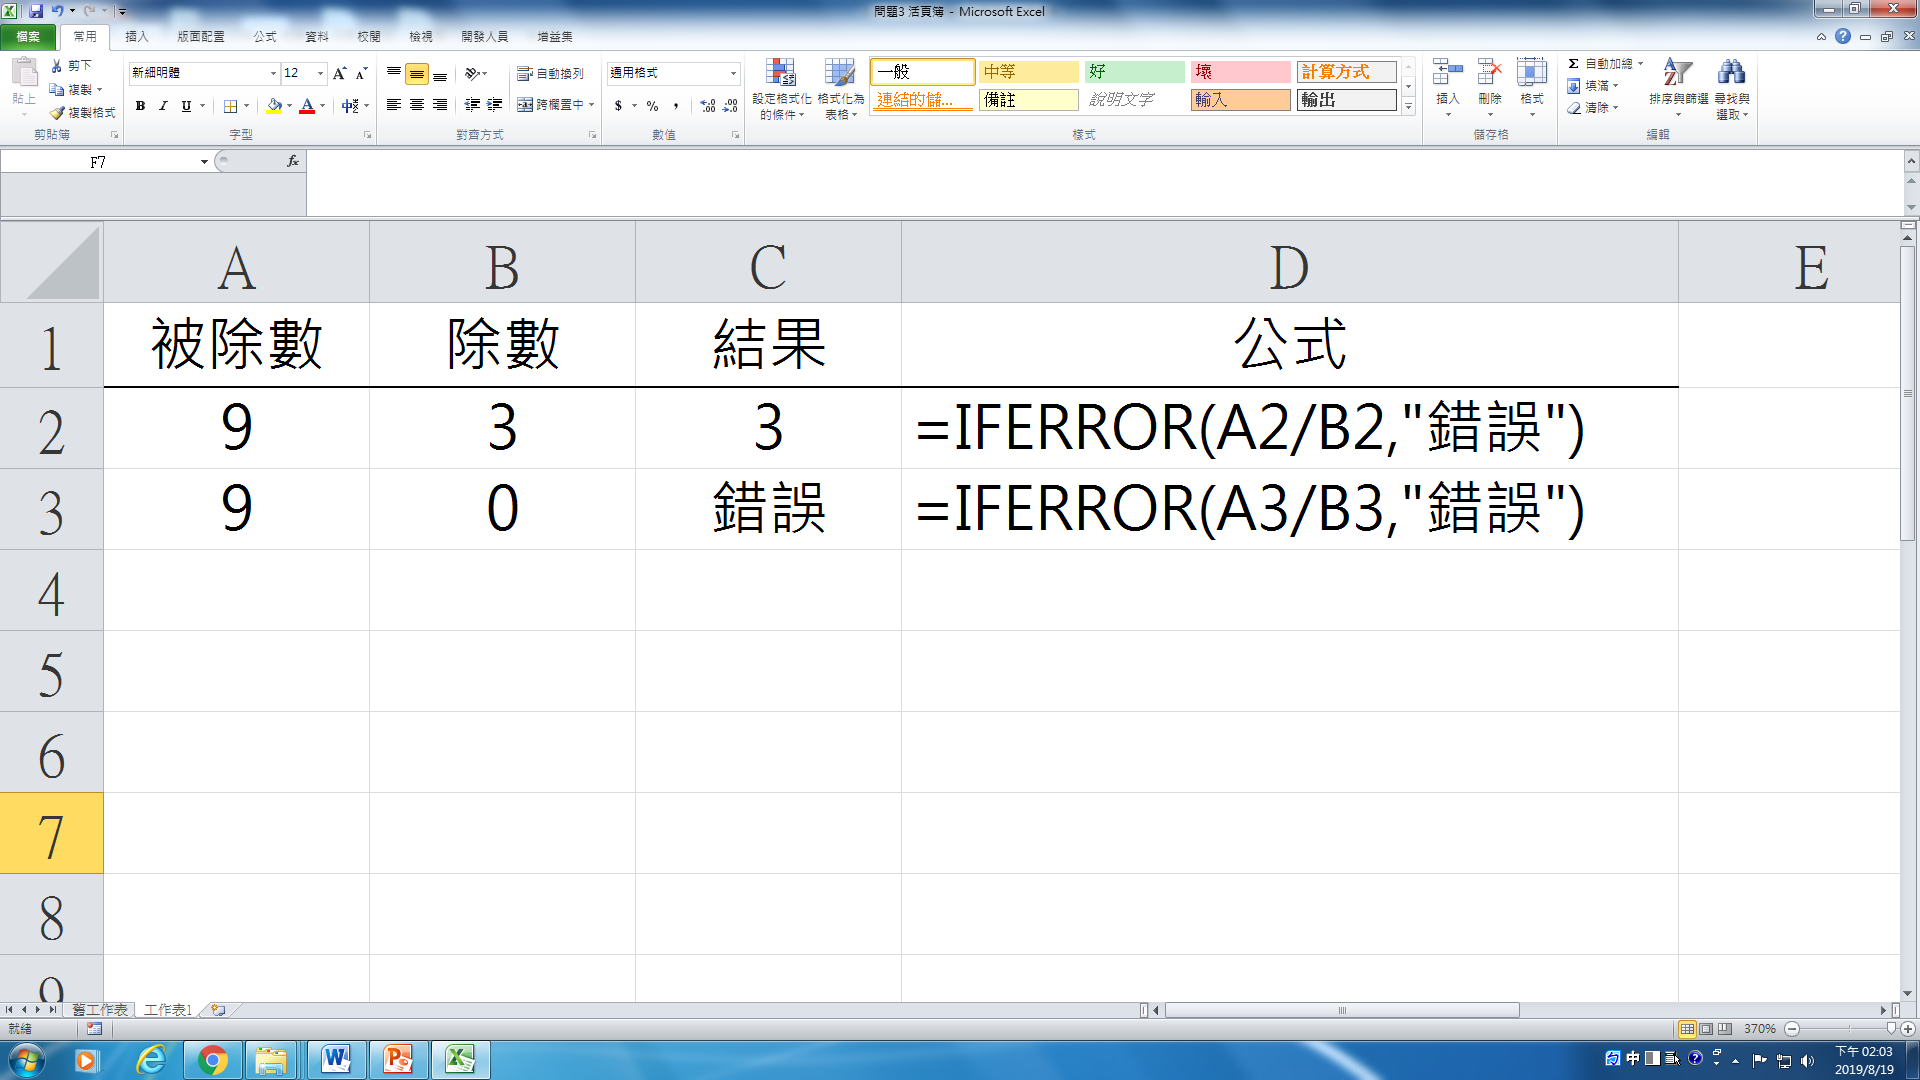 問題3 活頁簿 - Microsoft Excel
檔案 常用 插入 版面配置 公式 資料 校閱 檢視 開發人員 增益集
貼上 剪下 複製 複製格式 剪貼簿
新細明體 12
B I U 中 字型
自動換列
跨欄置中
對齊方式
通用格式
$ % , .00 .00
數值
設定格式化的條件 格式化為表格
一般 中等 好 壞 計算方式
連結的儲... 備註 說明文字 輸入 輸出
樣式
插入 刪除 格式
儲存格
Σ 自動加總
填滿
清除
排序與篩選 尋找與選取
編輯
F7 fx
A B C D E
1 被除數 除數 結果 公式
2 9 3 3 =IFERROR(A2/B2,"錯誤")
3 9 0 錯誤 =IFERROR(A3/B3,"錯誤")
4
5
6
7
8
9
舊工作表 工作表1
就緒 370%
中
下午 02:03
2019/8/19